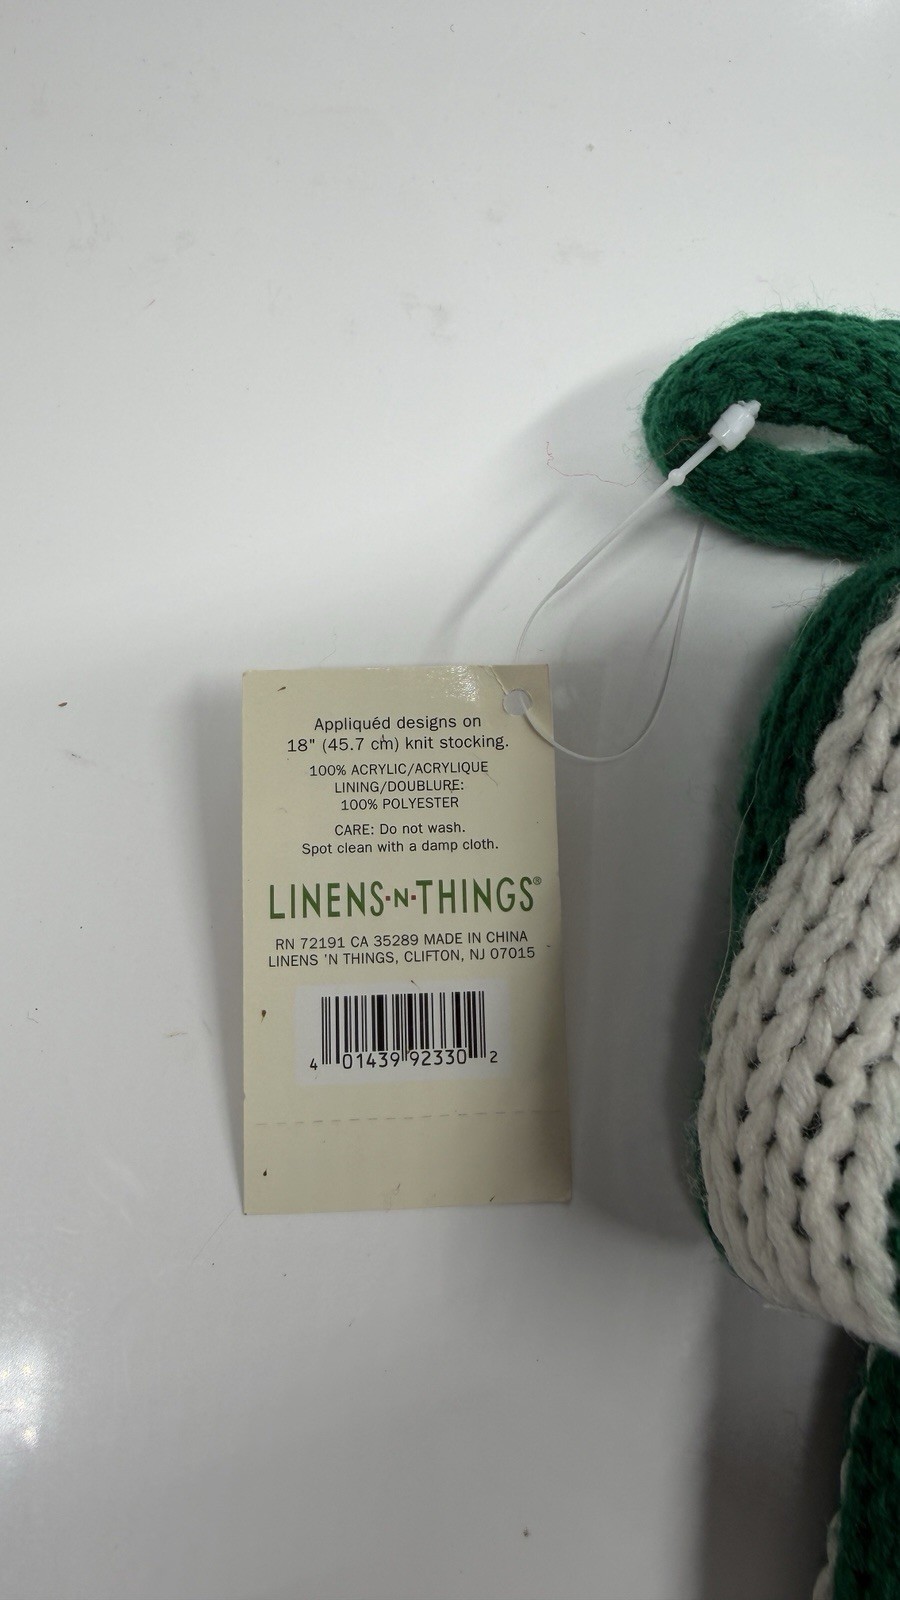 Appliquéd designs on
18" (45.7 cm) knit stocking.
100% ACRYLIC/ACRYLIQUE
LINING/DOUBLURE:
100% POLYESTER
CARE: Do not wash.
Spot clean with a damp cloth.
LINENS·N·THINGS®
RN 72191 CA 35289 MADE IN CHINA
LINENS 'N THINGS, CLIFTON, NJ 07015
4 01439 92330 2